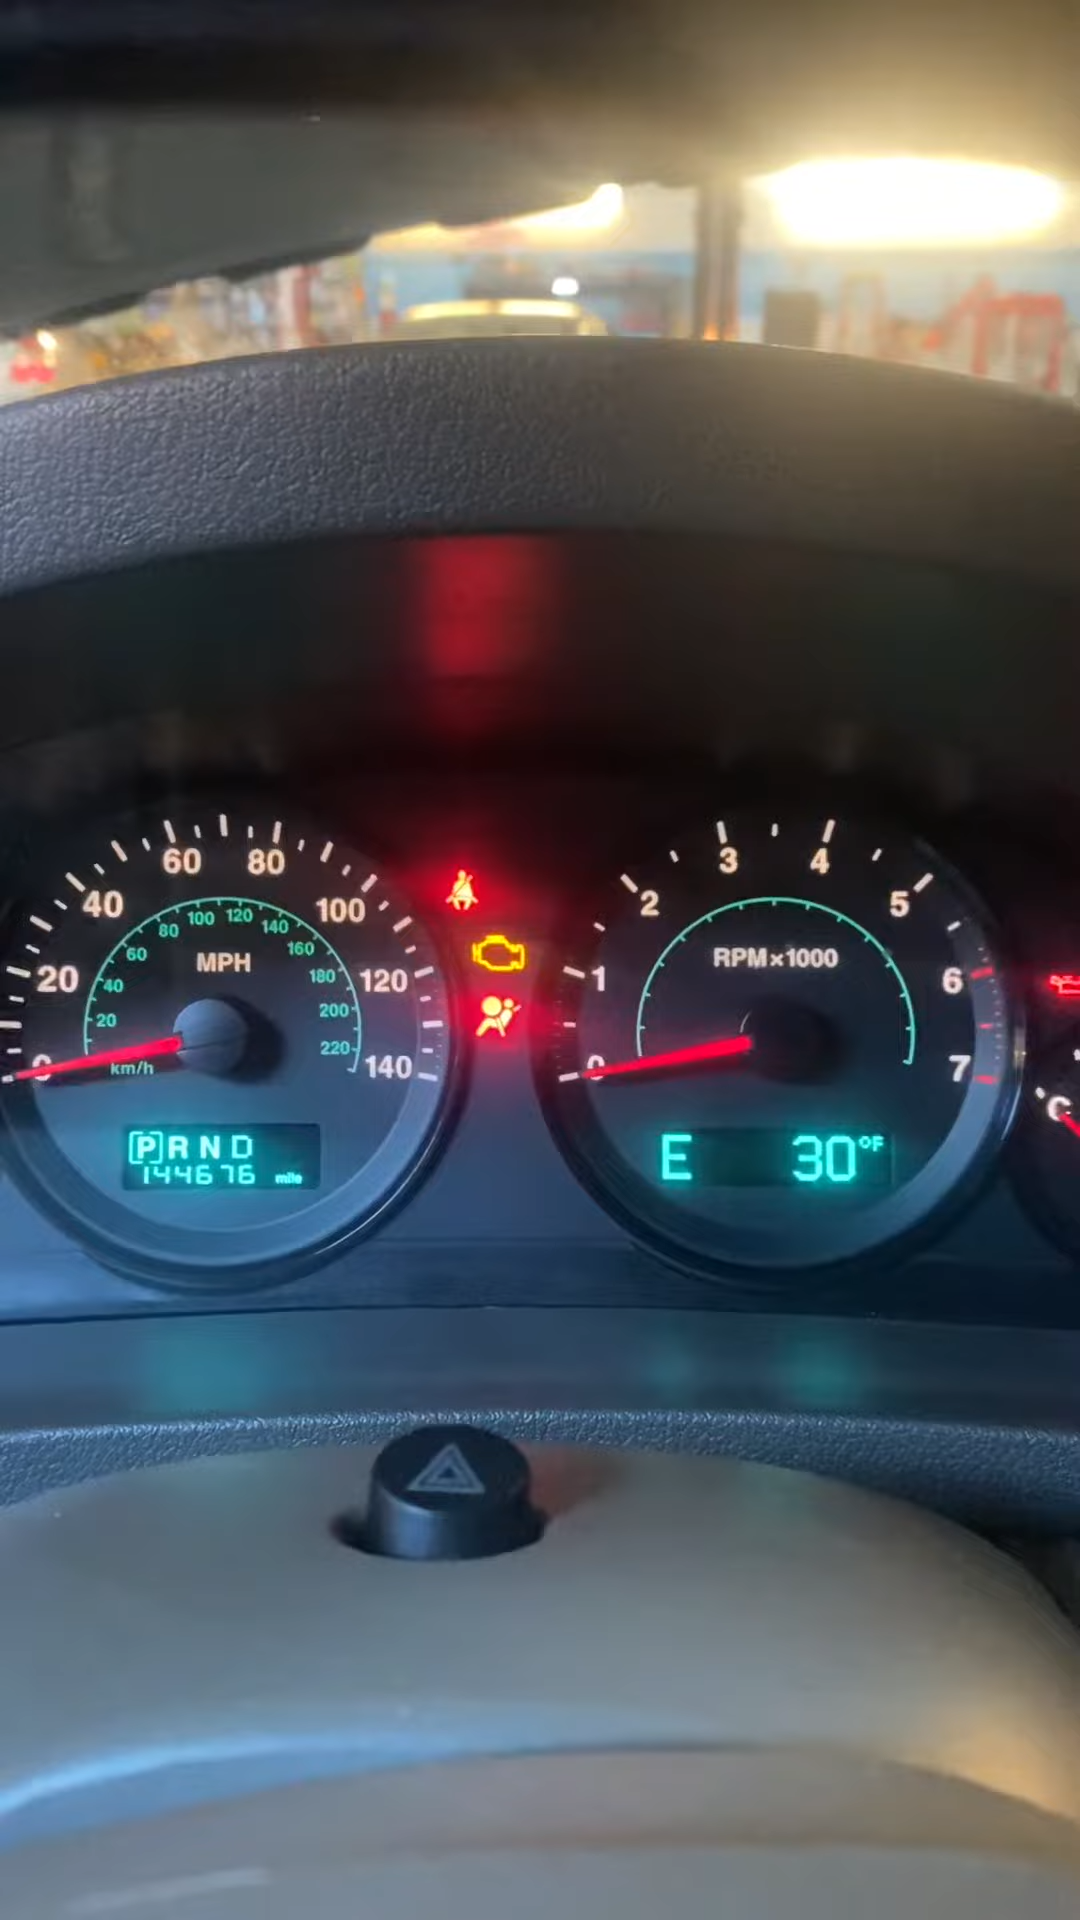 0 20 40 60 80 100 120 140
20 40 60 80 100 120 140 160 180 200 220
MPH
km/h
P R N D
144676 mile
0 1 2 3 4 5 6 7
RPM×1000
E 30°F
°C